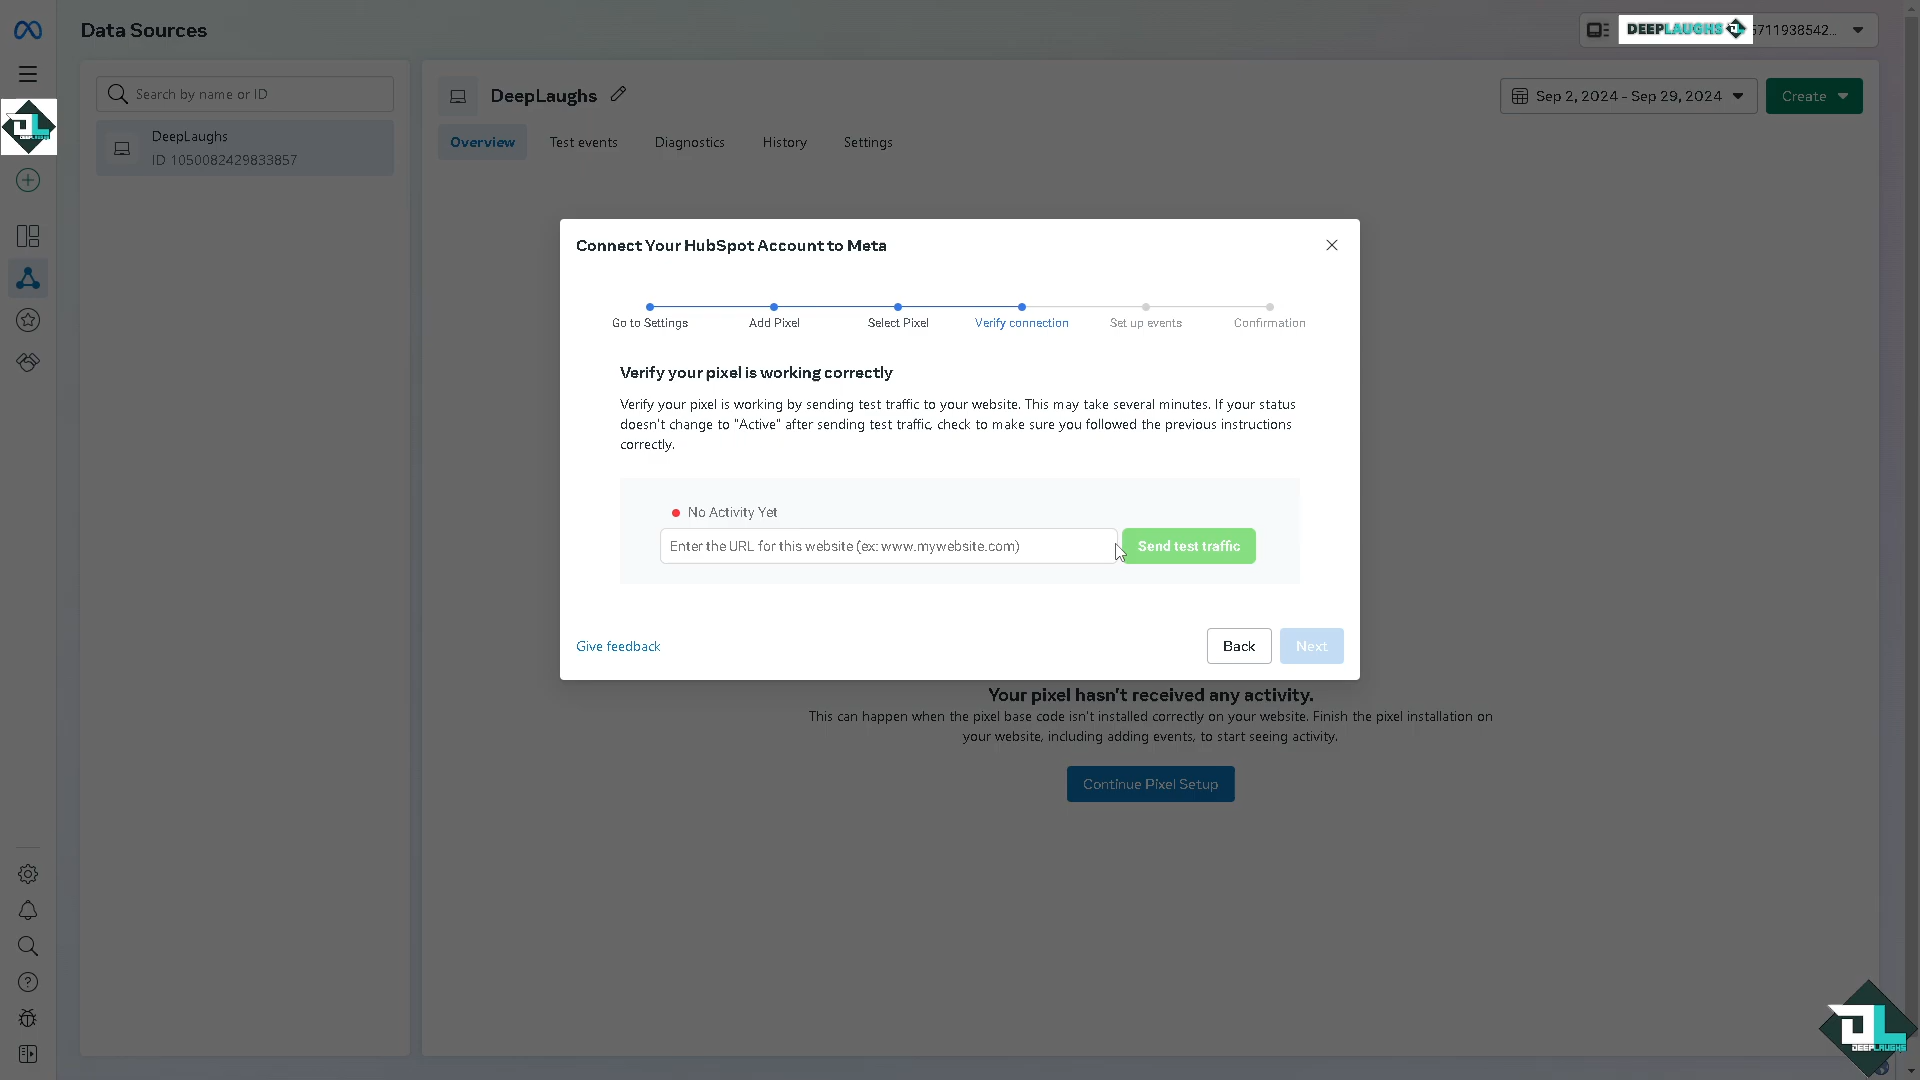 Data Sources
DEEPLAUGHS
5711938542...
Search by name or ID
DeepLaughs
ID 1050082429833857
DeepLaughs
Sep 2, 2024 - Sep 29, 2024
Create
Overview
Test events
Diagnostics
History
Settings
Connect Your HubSpot Account to Meta
Go to Settings
Add Pixel
Select Pixel
Verify connection
Set up events
Confirmation
Verify your pixel is working correctly
Verify your pixel is working by sending test traffic to your website. This may take several minutes. If your status
doesn't change to "Active" after sending test traffic, check to make sure you followed the previous instructions
correctly.
No Activity Yet
Enter the URL for this website (ex: www.mywebsite.com)
Send test traffic
Give feedback
Back
Next
Your pixel hasn't received any activity.
This can happen when the pixel base code isn't installed correctly on your website. Finish the pixel installation on
your website, including adding events, to start seeing activity.
Continue Pixel Setup
DEEPLAUGHS